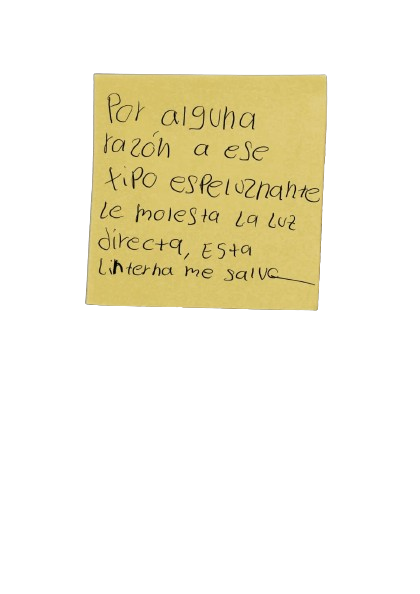 Por alguna
razón a ese
tipo espeluznante
Le molesta La Luz
directa, Esta
Linterna me salva